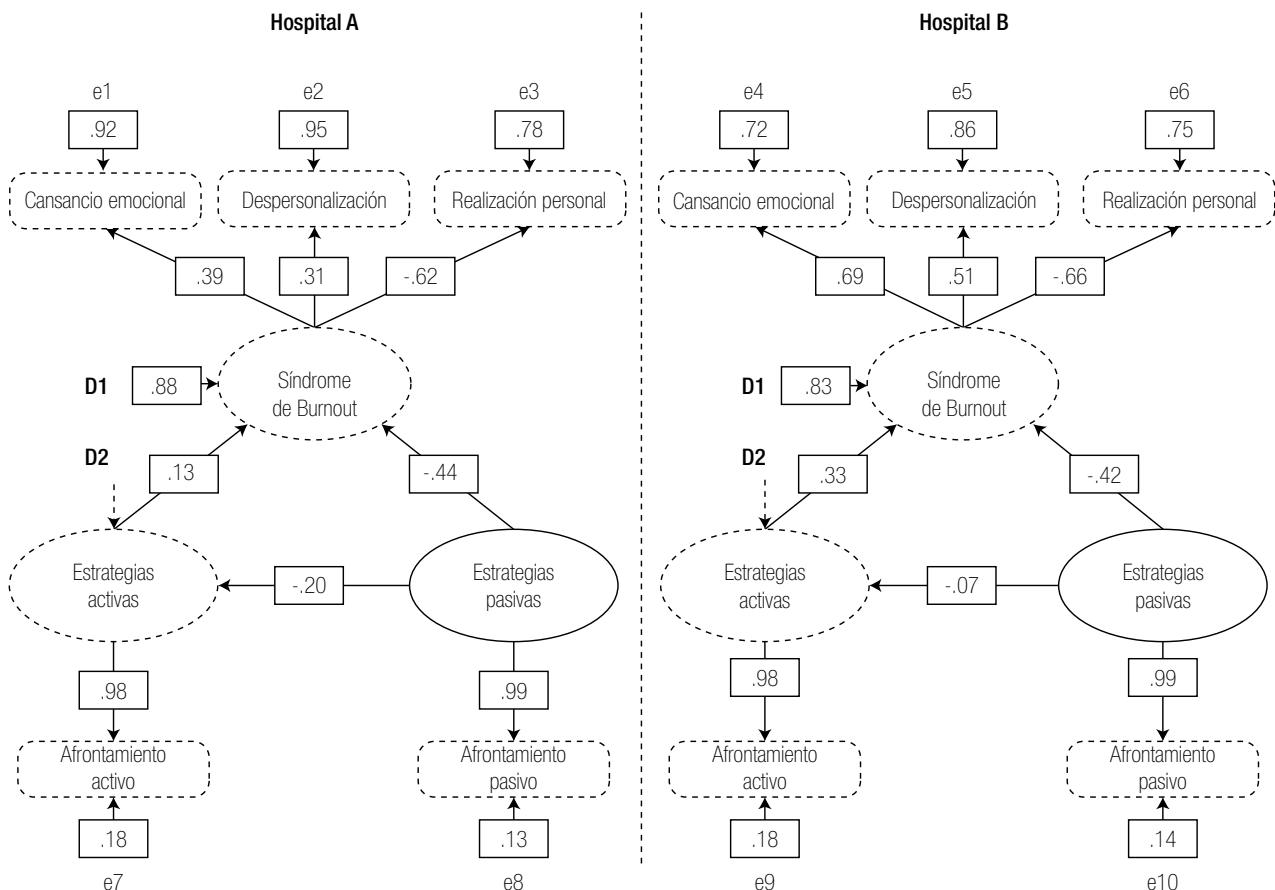 Hospital A
e1
e2
e3
.92
.95
.78
Cansancio emocional
Despersonalización
Realización personal
.39
.31
-.62
D1
.88
Síndrome
de Burnout
D2
.13
-.44
Estrategias
activas
-.20
Estrategias
pasivas
.98
.99
Afrontamiento
activo
Afrontamiento
pasivo
.18
.13
e7
e8
Hospital B
e4
e5
e6
.72
.86
.75
Cansancio emocional
Despersonalización
Realización personal
.69
.51
-.66
D1
.83
Síndrome
de Burnout
D2
.33
-.42
Estrategias
activas
-.07
Estrategias
pasivas
.98
.99
Afrontamiento
activo
Afrontamiento
pasivo
.18
.14
e9
e10